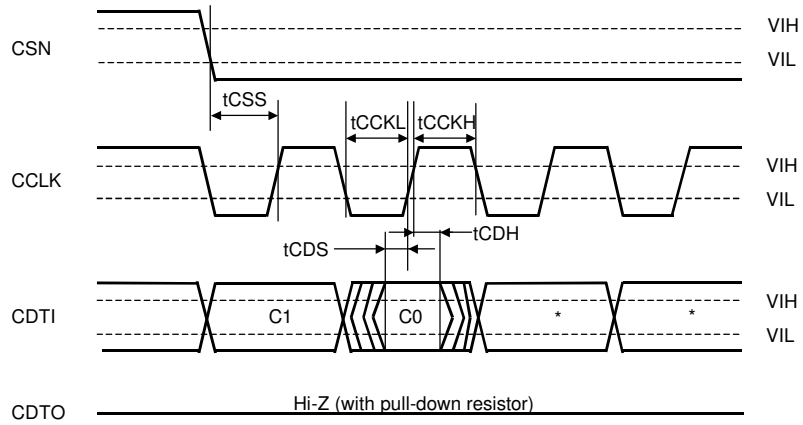 VIH
CSN
VIL
tCSS
tCCKL tCCKH
VIH
CCLK
VIL
tCDH
tCDS
VIH
CDTI C1 C0 * *
VIL
Hi-Z (with pull-down resistor)
CDTO